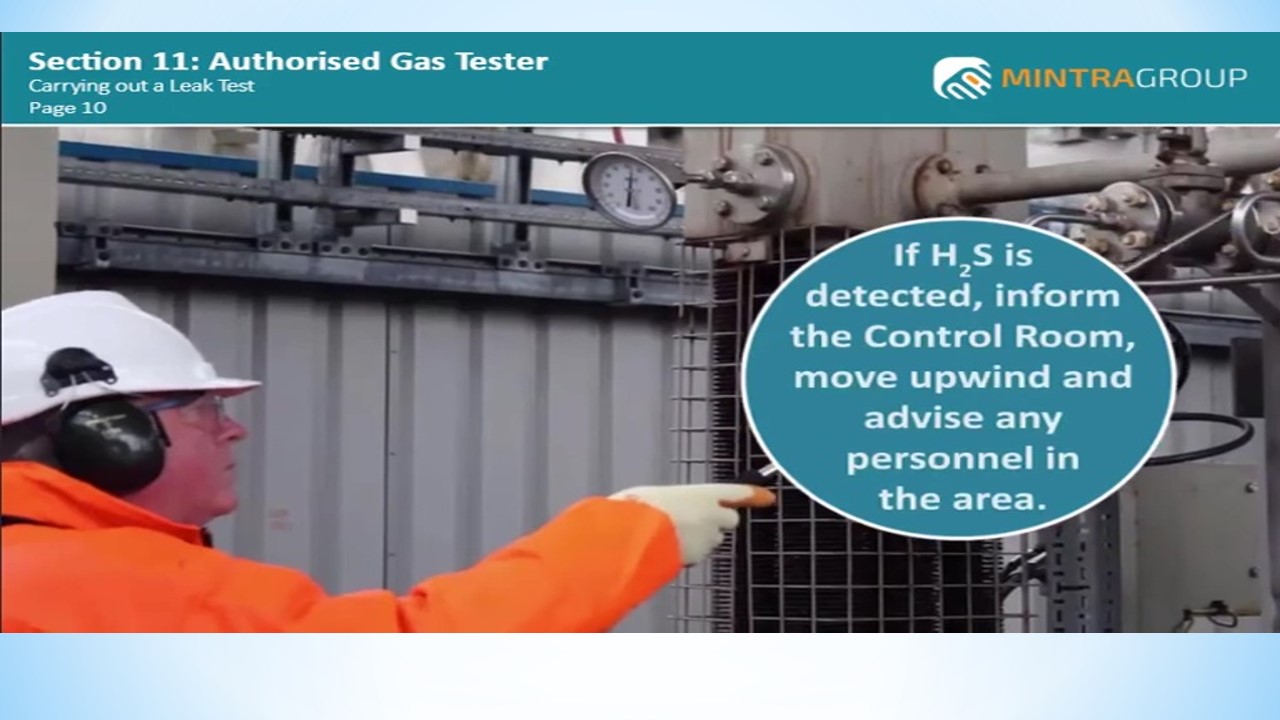 Section 11: Authorised Gas Tester
Carrying out a Leak Test
Page 10
MINTRAGROUP
If H₂S is
detected, inform
the Control Room,
move upwind and
advise any
personnel in
the area.